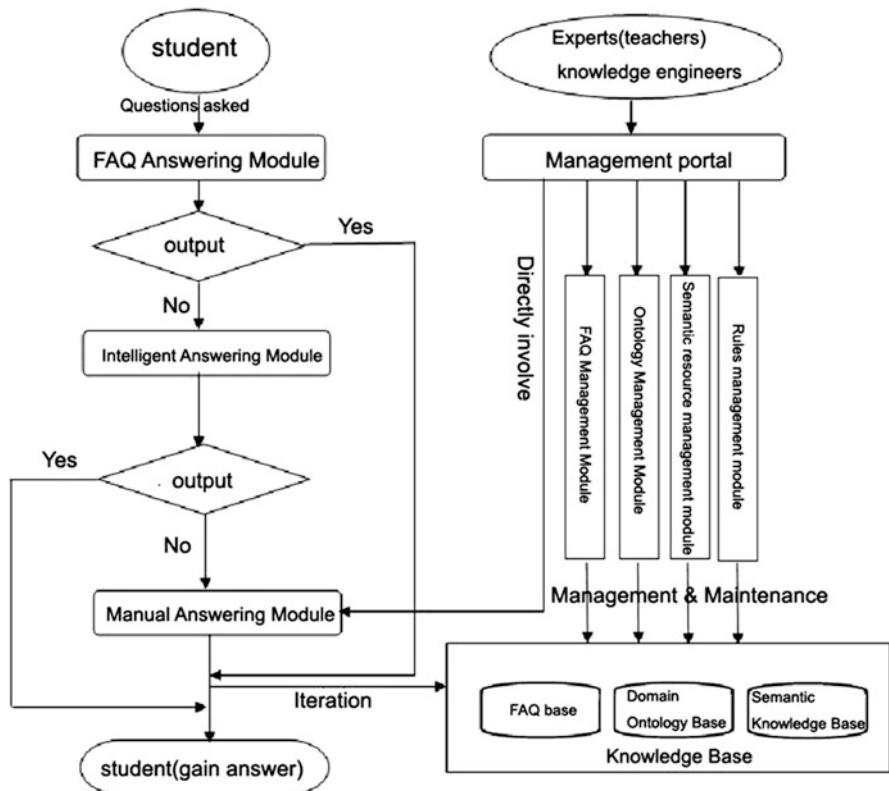 student
Questions asked
FAQ Answering Module
output
Yes
No
Intelligent Answering Module
Yes
output
No
Manual Answering Module
Iteration
student(gain answer)
Experts(teachers)
knowledge engineers
Management portal
Directly involve
FAQ Management Module
Ontology Management Module
Semantic resource management module
Rules management module
Management & Maintenance
FAQ base
Domain
Ontology Base
Semantic
Knowledge Base
Knowledge Base